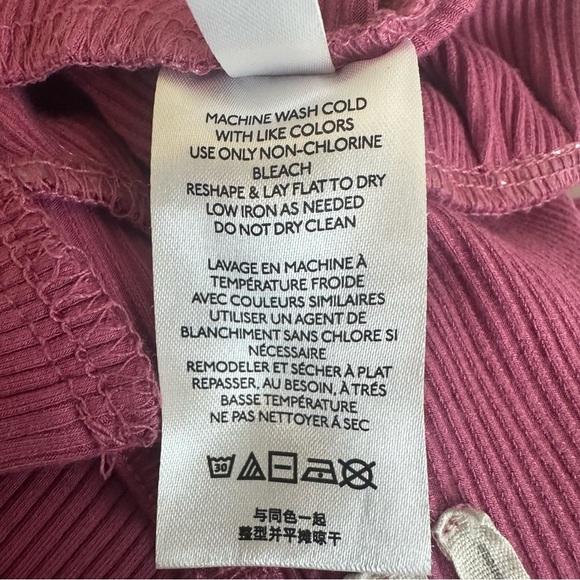 MACHINE WASH COLD
WITH LIKE COLORS
USE ONLY NON-CHLORINE
BLEACH
RESHAPE & LAY FLAT TO DRY
LOW IRON AS NEEDED
DO NOT DRY CLEAN
LAVAGE EN MACHINE À
TEMPÉRATURE FROIDE
AVEC COULEURS SIMILAIRES
UTILISER UN AGENT DE
BLANCHIMENT SANS CHLORE SI
NÉCESSAIRE
REMODELER ET SÉCHER À PLAT
REPASSER, AU BESOIN, À TRÉS
BASSE TEMPÉRATURE
NE PAS NETTOYER À SEC
30
与同色一起
整型并平摊晾干